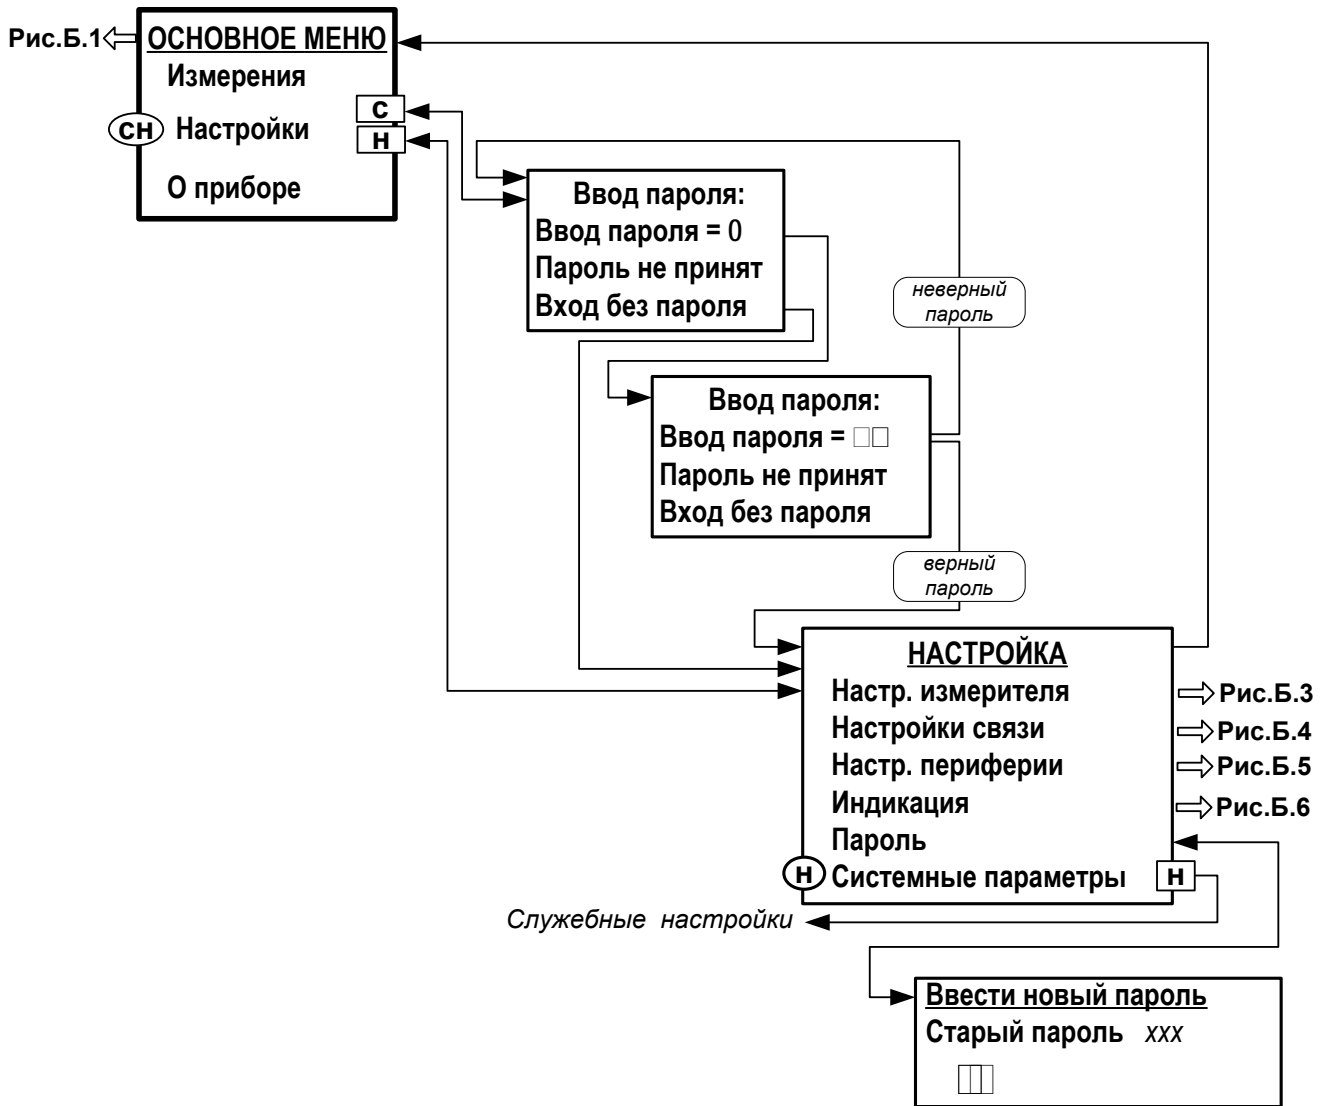 Рис.Б.1
ОСНОВНОЕ МЕНЮ
Измерения
С
СН Настройки
Н
О приборе
Ввод пароля:
Ввод пароля = 0
Пароль не принят
Вход без пароля
неверный
пароль
Ввод пароля:
Ввод пароля = □□
Пароль не принят
Вход без пароля
верный
пароль
НАСТРОЙКА
Настр. измерителя
Рис.Б.3
Настройки связи
Рис.Б.4
Настр. периферии
Рис.Б.5
Индикация
Рис.Б.6
Пароль
Н Системные параметры Н
Служебные настройки
Ввести новый пароль
Старый пароль xxx
□□□